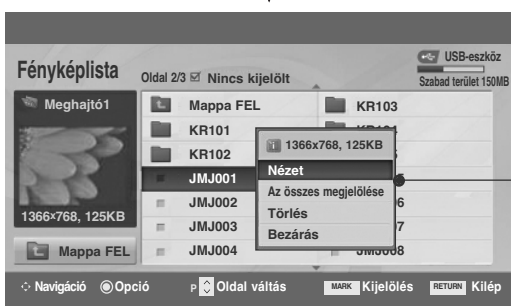 USB-eszköz
Fényképlista
Oldal 2/3 Nincs kijelölt
Szabad terület 150MB
Meghajtó1
1366×768, 125KB
Mappa FEL
Mappa FEL
KR101
KR102
JMJ001
JMJ002
JMJ003
JMJ004
KR103
1366x768, 125KB
Nézet
Az összes megjelölése
Törlés
Bezárás
Navigáció Opció P Oldal váltás MARK Kijelölés RETURN Kilép